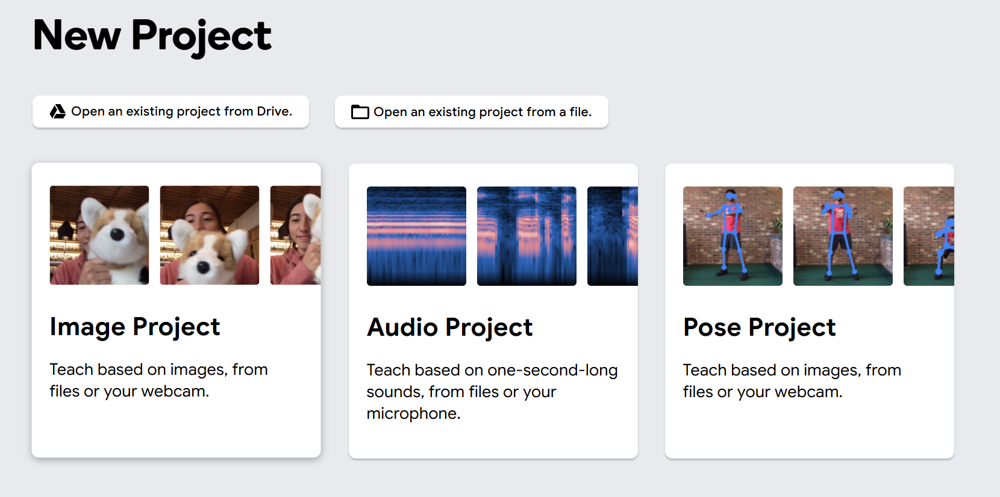 New Project
Open an existing project from Drive.
Open an existing project from a file.
Image Project
Teach based on images, from
files or your webcam.
Audio Project
Teach based on one-second-long
sounds, from files or your
microphone.
Pose Project
Teach based on images, from
files or your webcam.